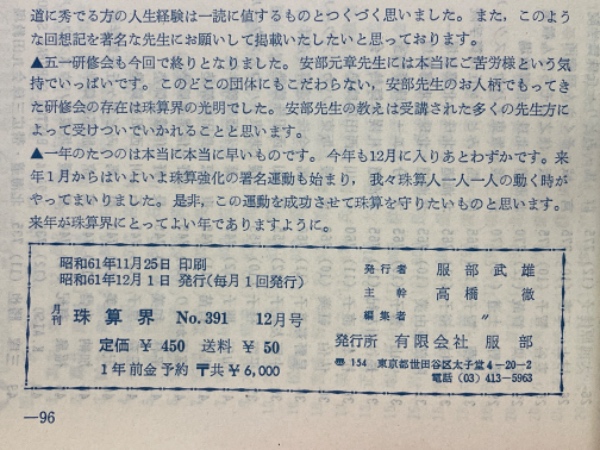 道に秀でる方の人生経験は一読に値するものとつくづく思いました。また、このよう
な回想記を著名な先生にお願いして掲載いたしたいと思っております。
▲五一研修会も今回で終りとなりました。安部元章先生には本当にご苦労様という気
持でいっぱいです。このどこの団体にもこだわらない，安部先生のお人柄でもってき
た研修会の存在は珠算界の光明でした。安部先生の教えは受講された多くの先生方に
よって受けついでいかれることと思います。
▲一年のたつのは本当に本当に早いものです。今年も12月に入りあとわずかです。来
年１月からはいよいよ珠算強化の署名運動も始まり，我々珠算人一人一人の動く時が
やってまいりました。是非，この運動を成功させて珠算を守りたいものと思います。
来年が珠算界にとってよい年でありますように。
昭和61年11月25日 印刷
昭和61年12月１日 発行（毎月１回発行）
月刊 珠算界 No.391 12月号
定価 ￥450 送料 ￥50
１年前金予約 〒共￥6,000
発行者 服部武雄
主幹 高橋徹
編集者 〃
発行所 有限会社 服部
〠 154 東京都世田谷区太子堂4-20-2
電話(03)413-5963
―96